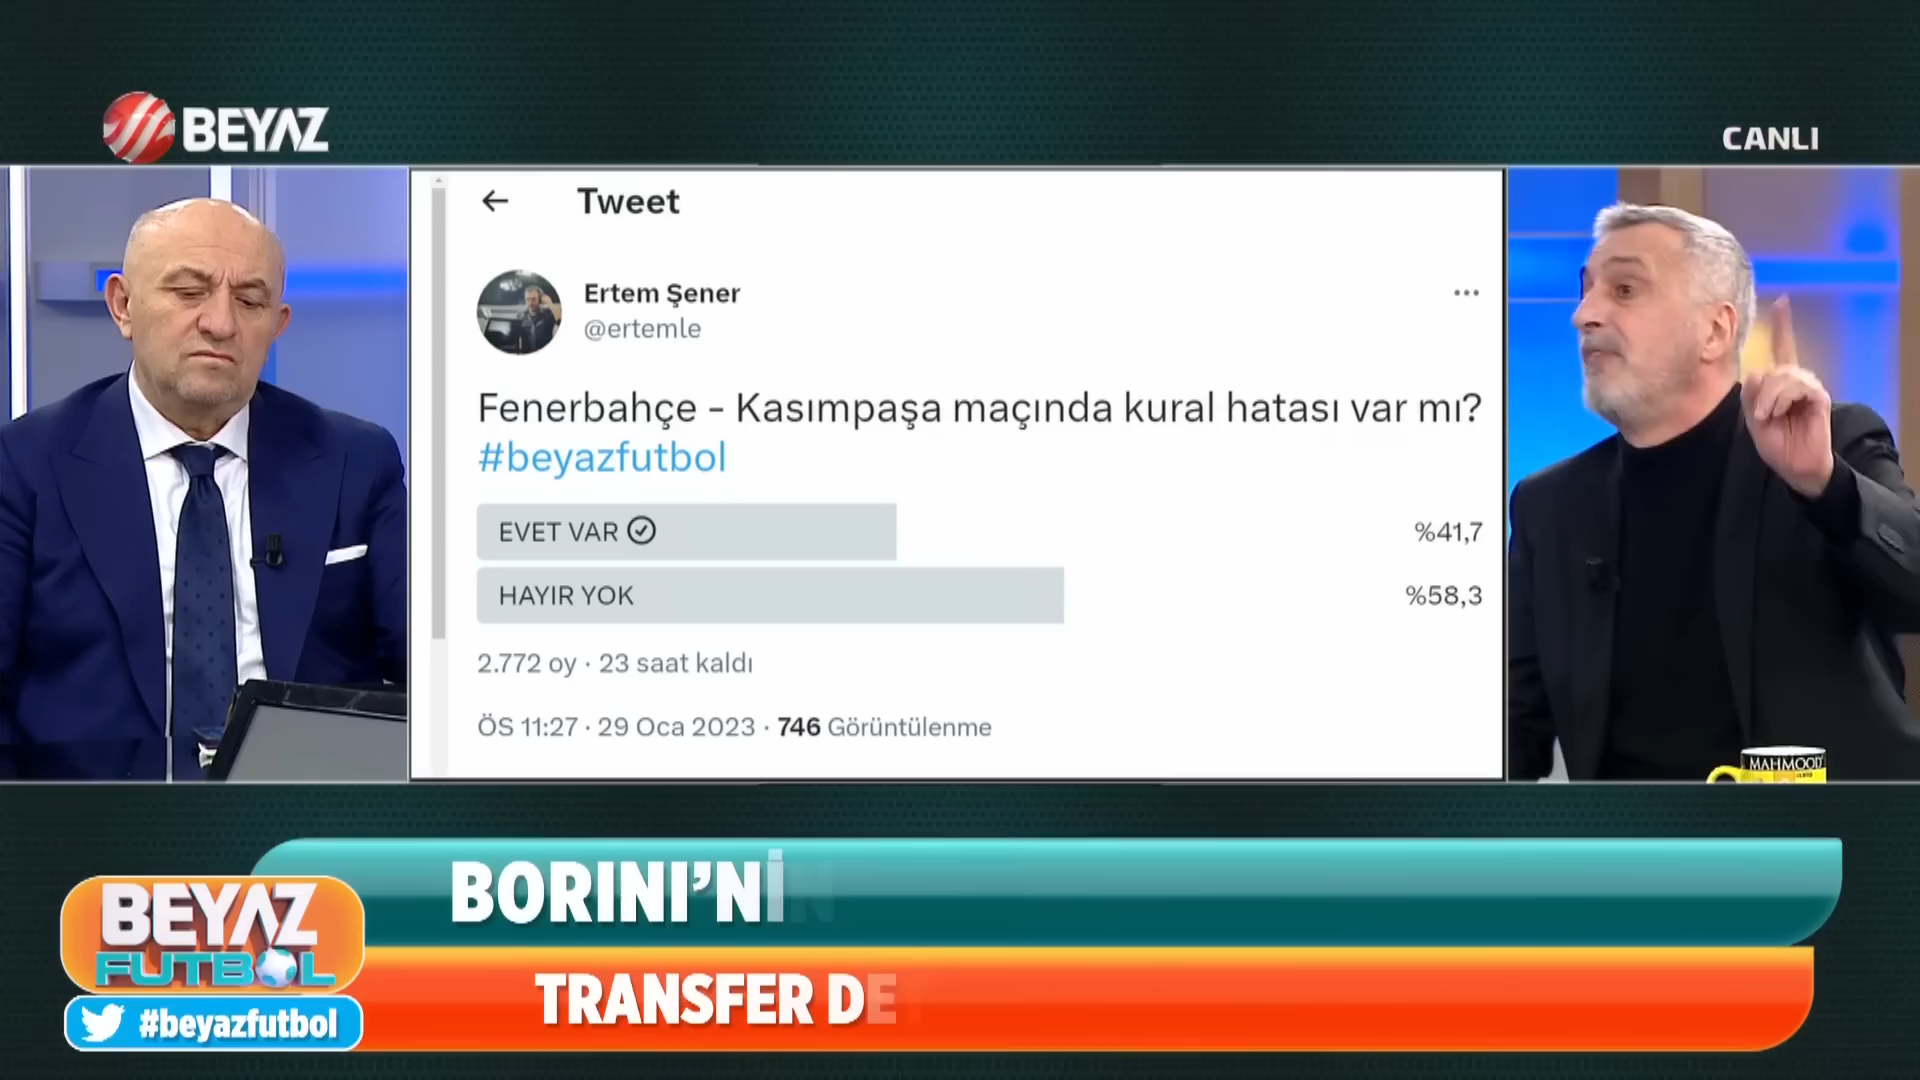 BEYAZ
CANLI
Tweet
Ertem Şener
@ertemle
Fenerbahçe - Kasımpaşa maçında kural hatası var mı?
#beyazfutbol
EVET VAR
%41,7
HAYIR YOK
%58,3
2.772 oy · 23 saat kaldı
ÖS 11:27 · 29 Oca 2023 · 746 Görüntülenme
MAHMOOD
BORINI'NİN
TRANSFER DE
BEYAZ
FUTBOL
#beyazfutbol